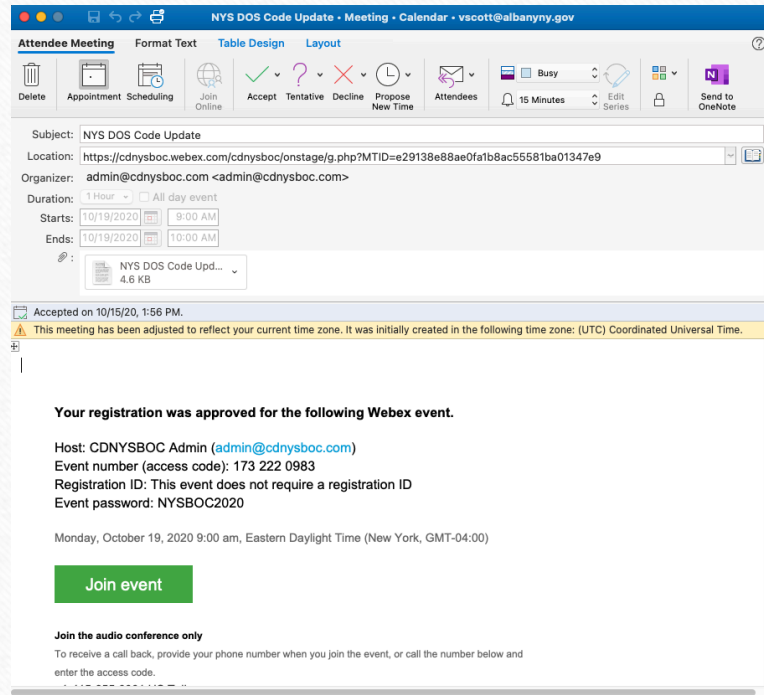 NYS DOS Code Update • Meeting • Calendar • vscott@albanyny.gov
Attendee Meeting Format Text Table Design Layout
Delete Appointment Scheduling Join Online Accept Tentative Decline Propose New Time Attendees Busy 15 Minutes Edit Series Send to OneNote
Subject: NYS DOS Code Update
Location: https://cdnysboc.webex.com/cdnysboc/onstage/g.php?MTID=e29138e88ae0fa1b8ac55581ba01347e9
Organizer: admin@cdnysboc.com <admin@cdnysboc.com>
Duration: 1 Hour All day event
Starts: 10/19/2020 9:00 AM
Ends: 10/19/2020 10:00 AM
NYS DOS Code Upd...
4.6 KB
Accepted on 10/15/20, 1:56 PM.
This meeting has been adjusted to reflect your current time zone. It was initially created in the following time zone: (UTC) Coordinated Universal Time.
Your registration was approved for the following Webex event.
Host: CDNYSBOC Admin (admin@cdnysboc.com)
Event number (access code): 173 222 0983
Registration ID: This event does not require a registration ID
Event password: NYSBOC2020
Monday, October 19, 2020 9:00 am, Eastern Daylight Time (New York, GMT-04:00)
Join event
Join the audio conference only
To receive a call back, provide your phone number when you join the event, or call the number below and
enter the access code.